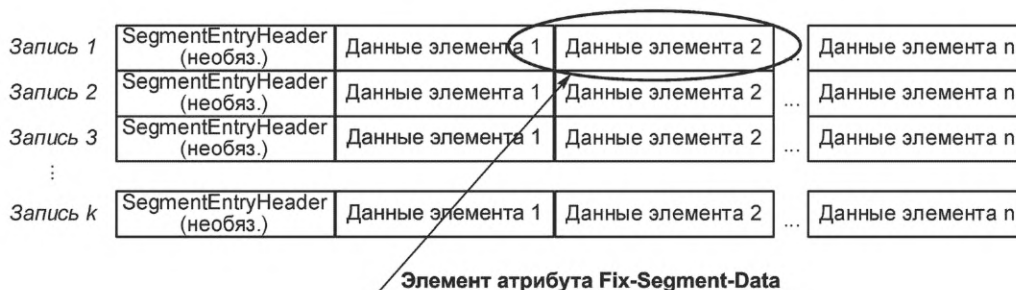 Запись 1 SegmentEntryHeader (необяз.) Данные элемента 1 Данные элемента 2 ... Данные элемента n
Запись 2 SegmentEntryHeader (необяз.) Данные элемента 1 Данные элемента 2 ... Данные элемента n
Запись 3 SegmentEntryHeader (необяз.) Данные элемента 1 Данные элемента 2 ... Данные элемента n
⋮
Запись k SegmentEntryHeader (необяз.) Данные элемента 1 Данные элемента 2 ... Данные элемента n
Элемент атрибута Fix-Segment-Data